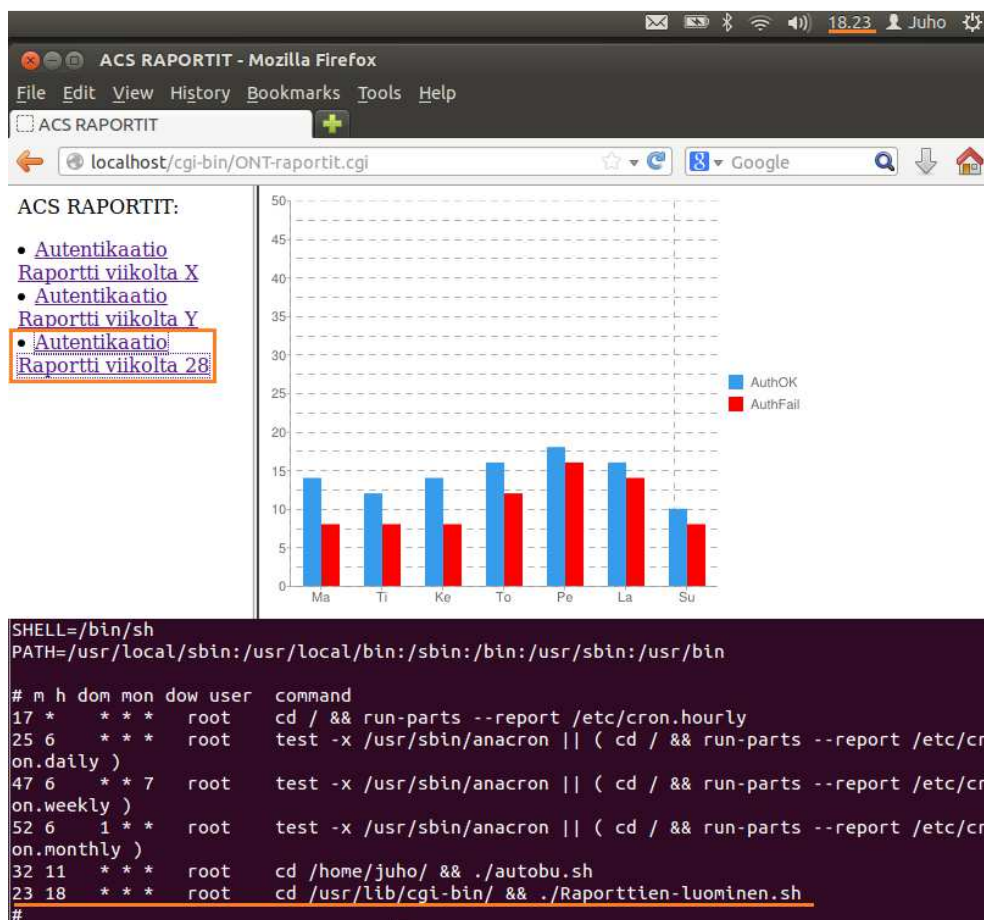 18.23 Juho
ACS RAPORTIT - Mozilla Firefox
File Edit View History Bookmarks Tools Help
ACS RAPORTIT
localhost/cgi-bin/ONT-raportit.cgi
Google
ACS RAPORTIT:
• Autentikaatio
Raportti viikolta X
• Autentikaatio
Raportti viikolta Y
• Autentikaatio
Raportti viikolta 28
50
45
40
35
30
25
20
15
10
5
0
Ma Ti Ke To Pe La Su
AuthOK
AuthFail
SHELL=/bin/sh
PATH=/usr/local/sbin:/usr/local/bin:/sbin:/bin:/usr/sbin:/usr/bin
# m h dom mon dow user command
17 * * * * root cd / && run-parts --report /etc/cron.hourly
25 6 * * * root test -x /usr/sbin/anacron || ( cd / && run-parts --report /etc/cr
on.daily )
47 6 * * 7 root test -x /usr/sbin/anacron || ( cd / && run-parts --report /etc/cr
on.weekly )
52 6 1 * * root test -x /usr/sbin/anacron || ( cd / && run-parts --report /etc/cr
on.monthly )
32 11 * * * root cd /home/juho/ && ./autobu.sh
23 18 * * * root cd /usr/lib/cgi-bin/ && ./Raporttien-luominen.sh
#